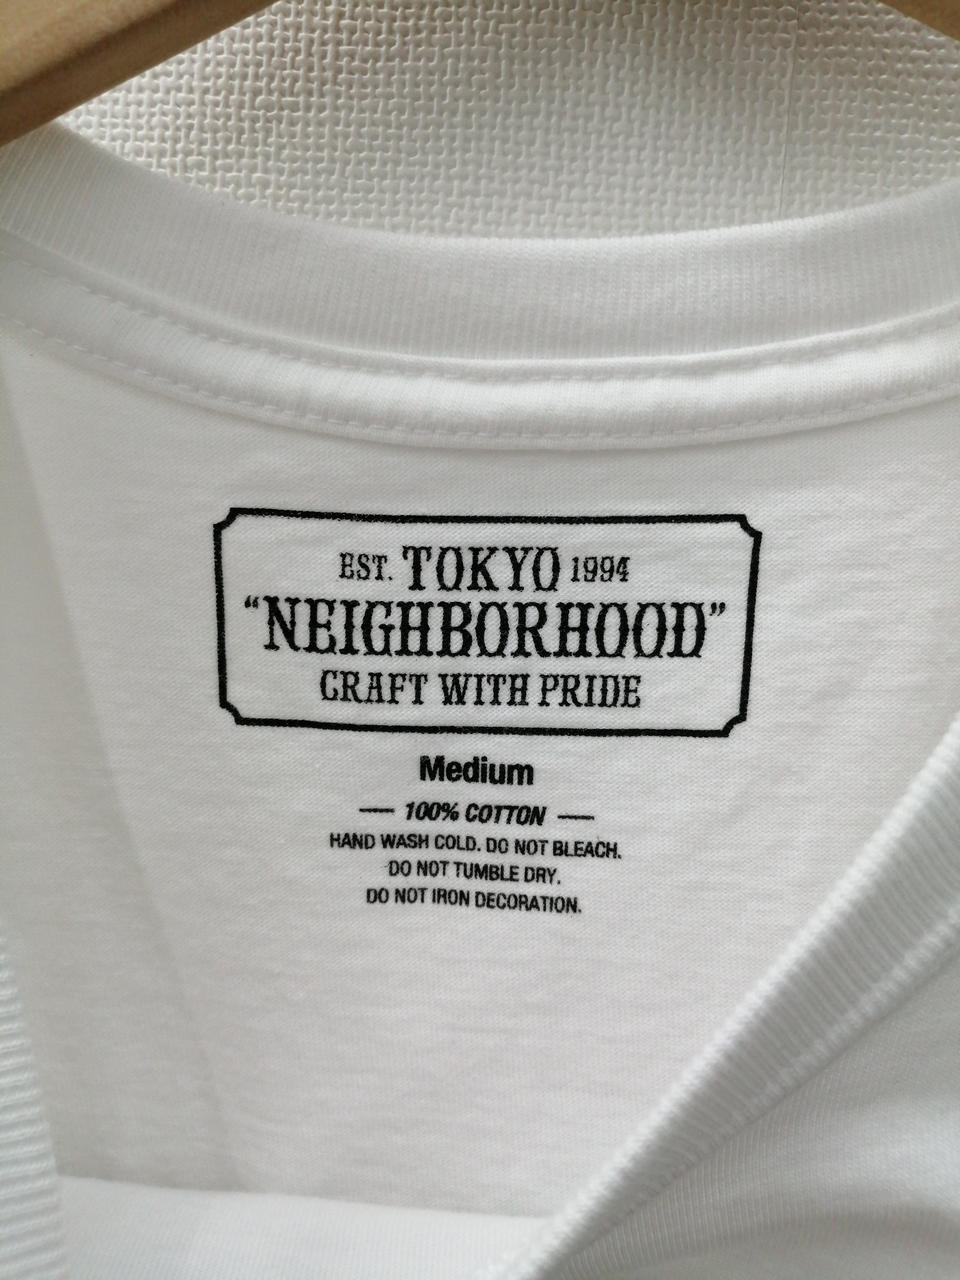 EST. TOKYO 1994
“NEIGHBORHOOD”
CRAFT WITH PRIDE
Medium
— 100% COTTON —
HAND WASH COLD. DO NOT BLEACH.
DO NOT TUMBLE DRY.
DO NOT IRON DECORATION.